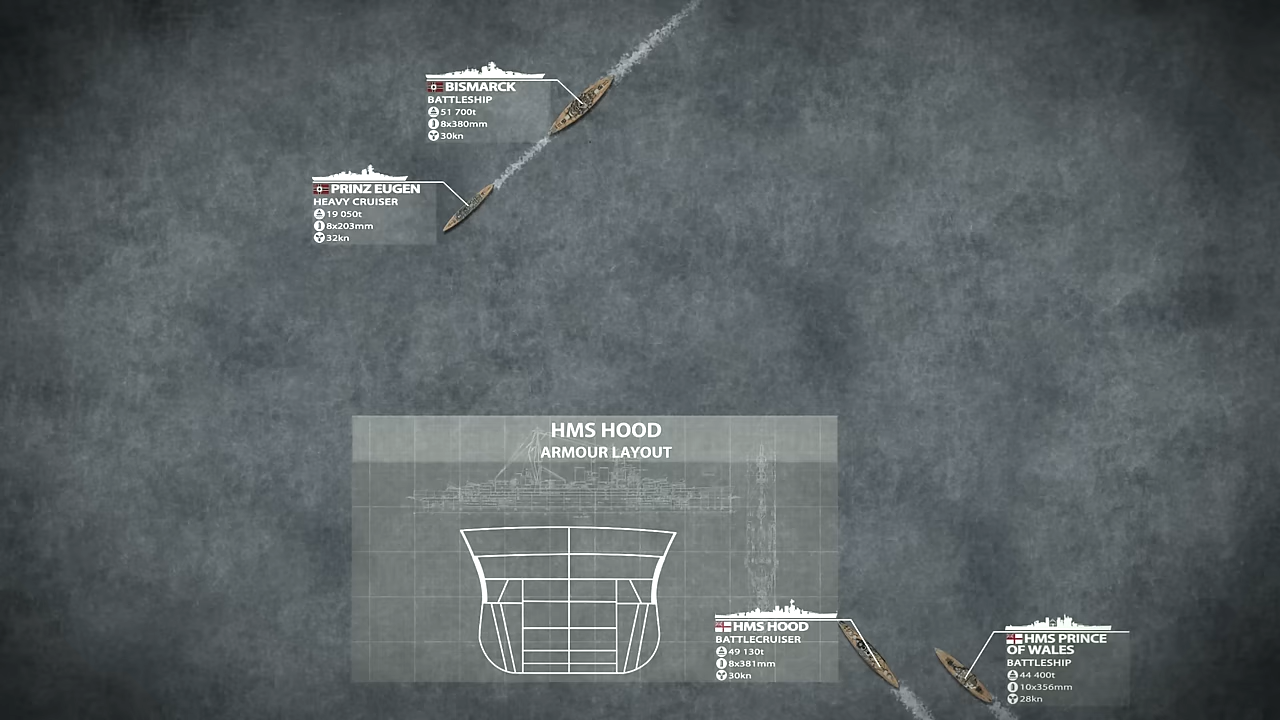 BISMARCK
BATTLESHIP
51 700t
8x380mm
30kn
PRINZ EUGEN
HEAVY CRUISER
19 050t
8x203mm
32kn
HMS HOOD
ARMOUR LAYOUT
HMS HOOD
BATTLECRUISER
49 130t
8x381mm
30kn
HMS PRINCE
OF WALES
BATTLESHIP
44 400t
10x356mm
28kn